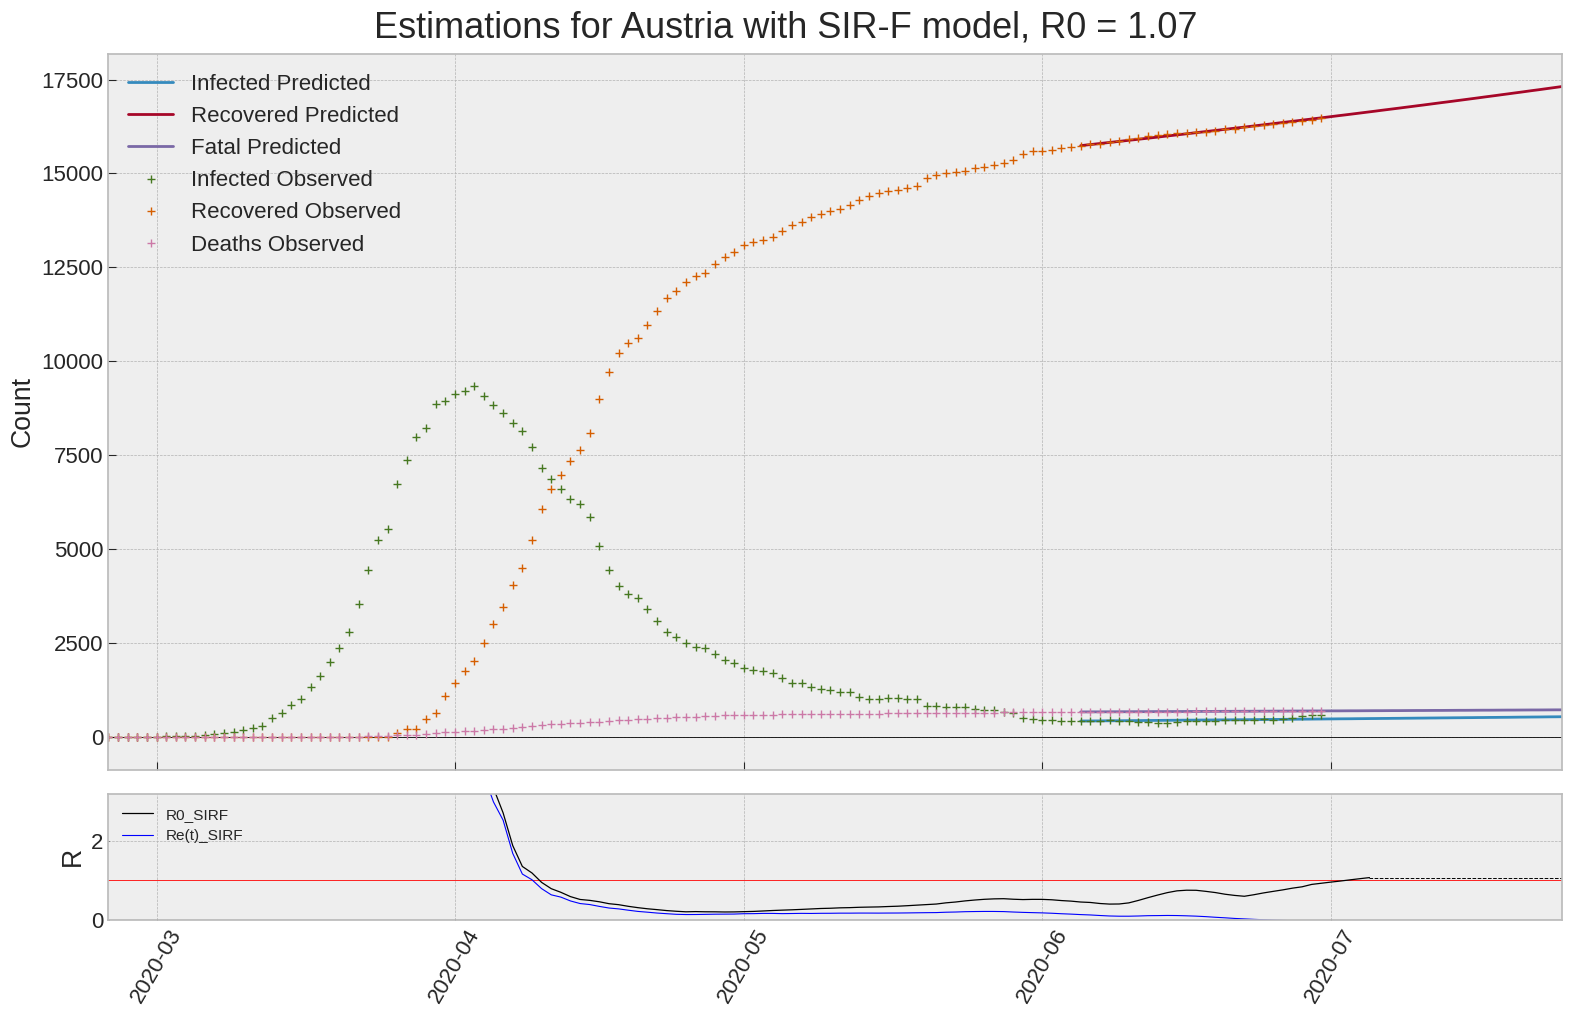 Estimations for Austria with SIR-F model, R0 = 1.07
17500
15000
12500
10000
7500
5000
2500
0
Count
Infected Predicted
Recovered Predicted
Fatal Predicted
Infected Observed
Recovered Observed
Deaths Observed
R0_SIRF
Re(t)_SIRF
2
0
R
2020-03
2020-04
2020-05
2020-06
2020-07